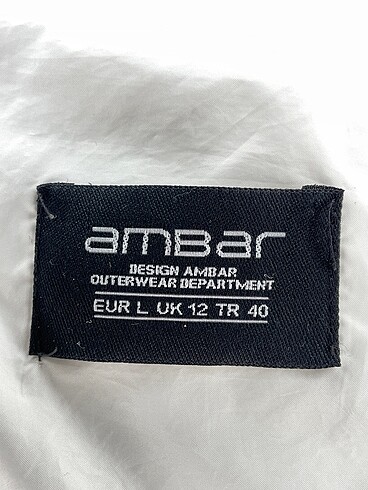 ambar
DESIGN AMBAR
OUTERWEAR DEPARTMENT
EUR L UK 12 TR 40